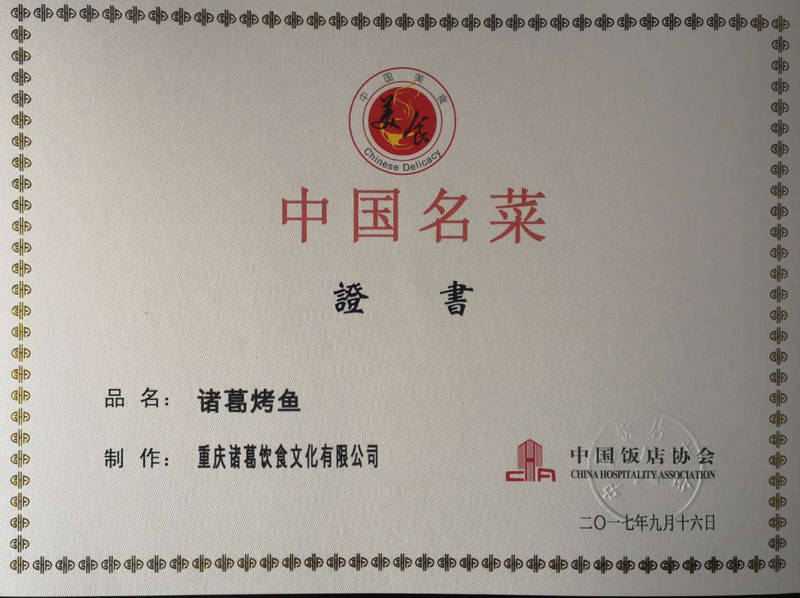 中国美食
美食
Chinese Delicacy
中国名菜
證書
品名：诸葛烤鱼
制作：重庆诸葛饮食文化有限公司
CHA
中国饭店协会
CHINA HOSPITALITY ASSOCIATION
二〇一七年九月十六日